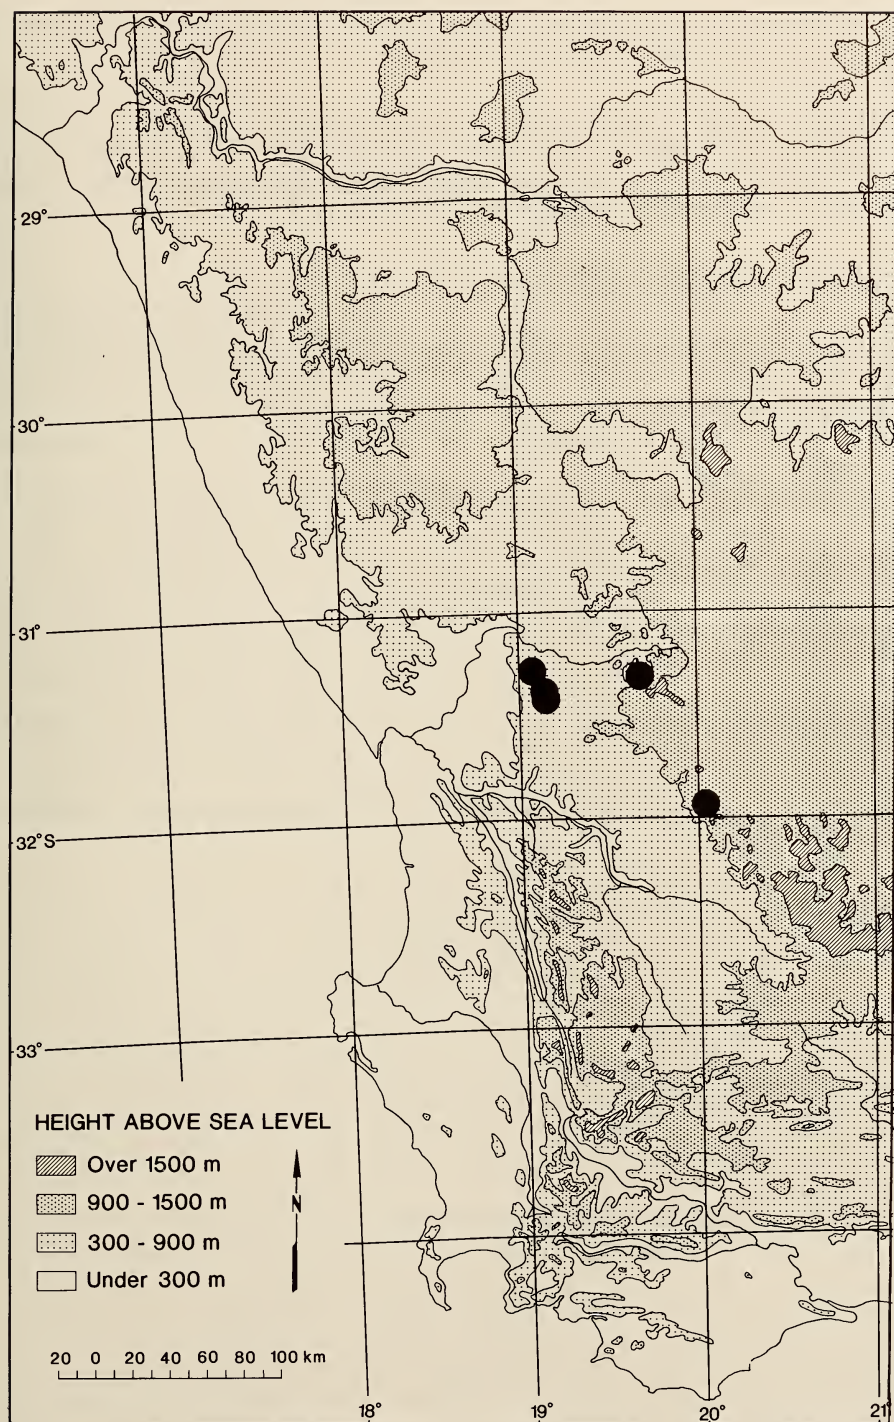 29°
30°
31°
32°S
33°
HEIGHT ABOVE SEA LEVEL
Over 1500 m
900 - 1500 m
300 - 900 m
Under 300 m
N
20 0 20 40 60 80 100 km
18° 19° 20° 21°